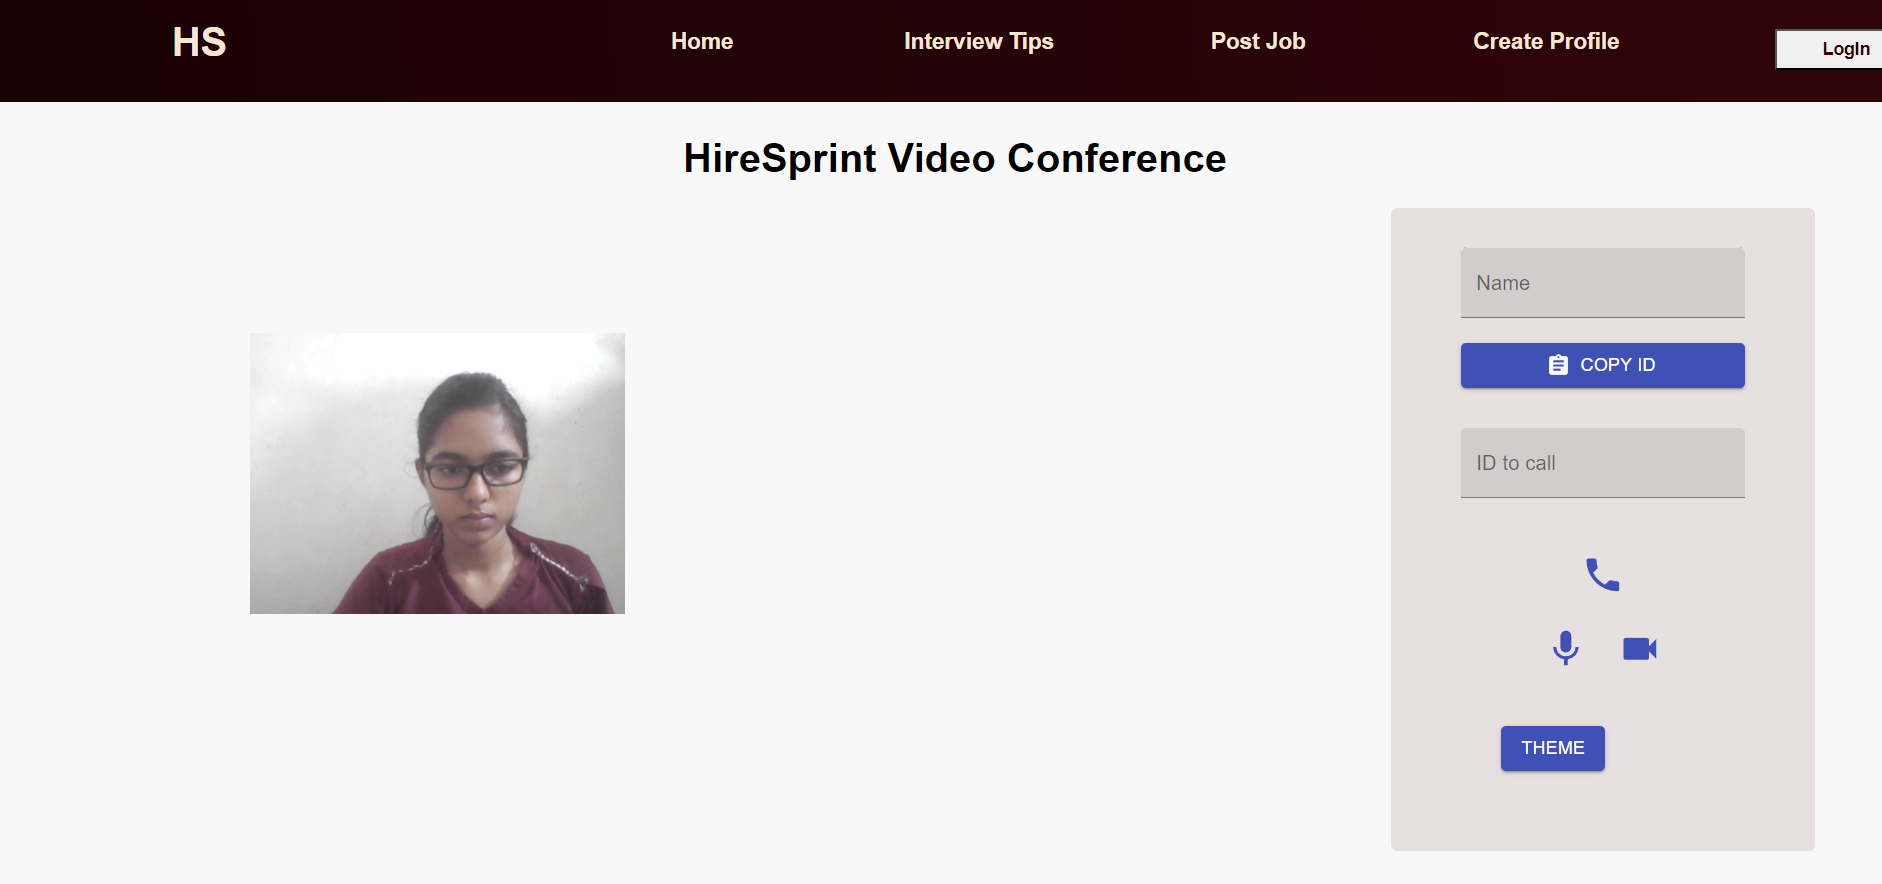 HS
Home
Interview Tips
Post Job
Create Profile
LogIn
HireSprint Video Conference
Name
COPY ID
ID to call
THEME